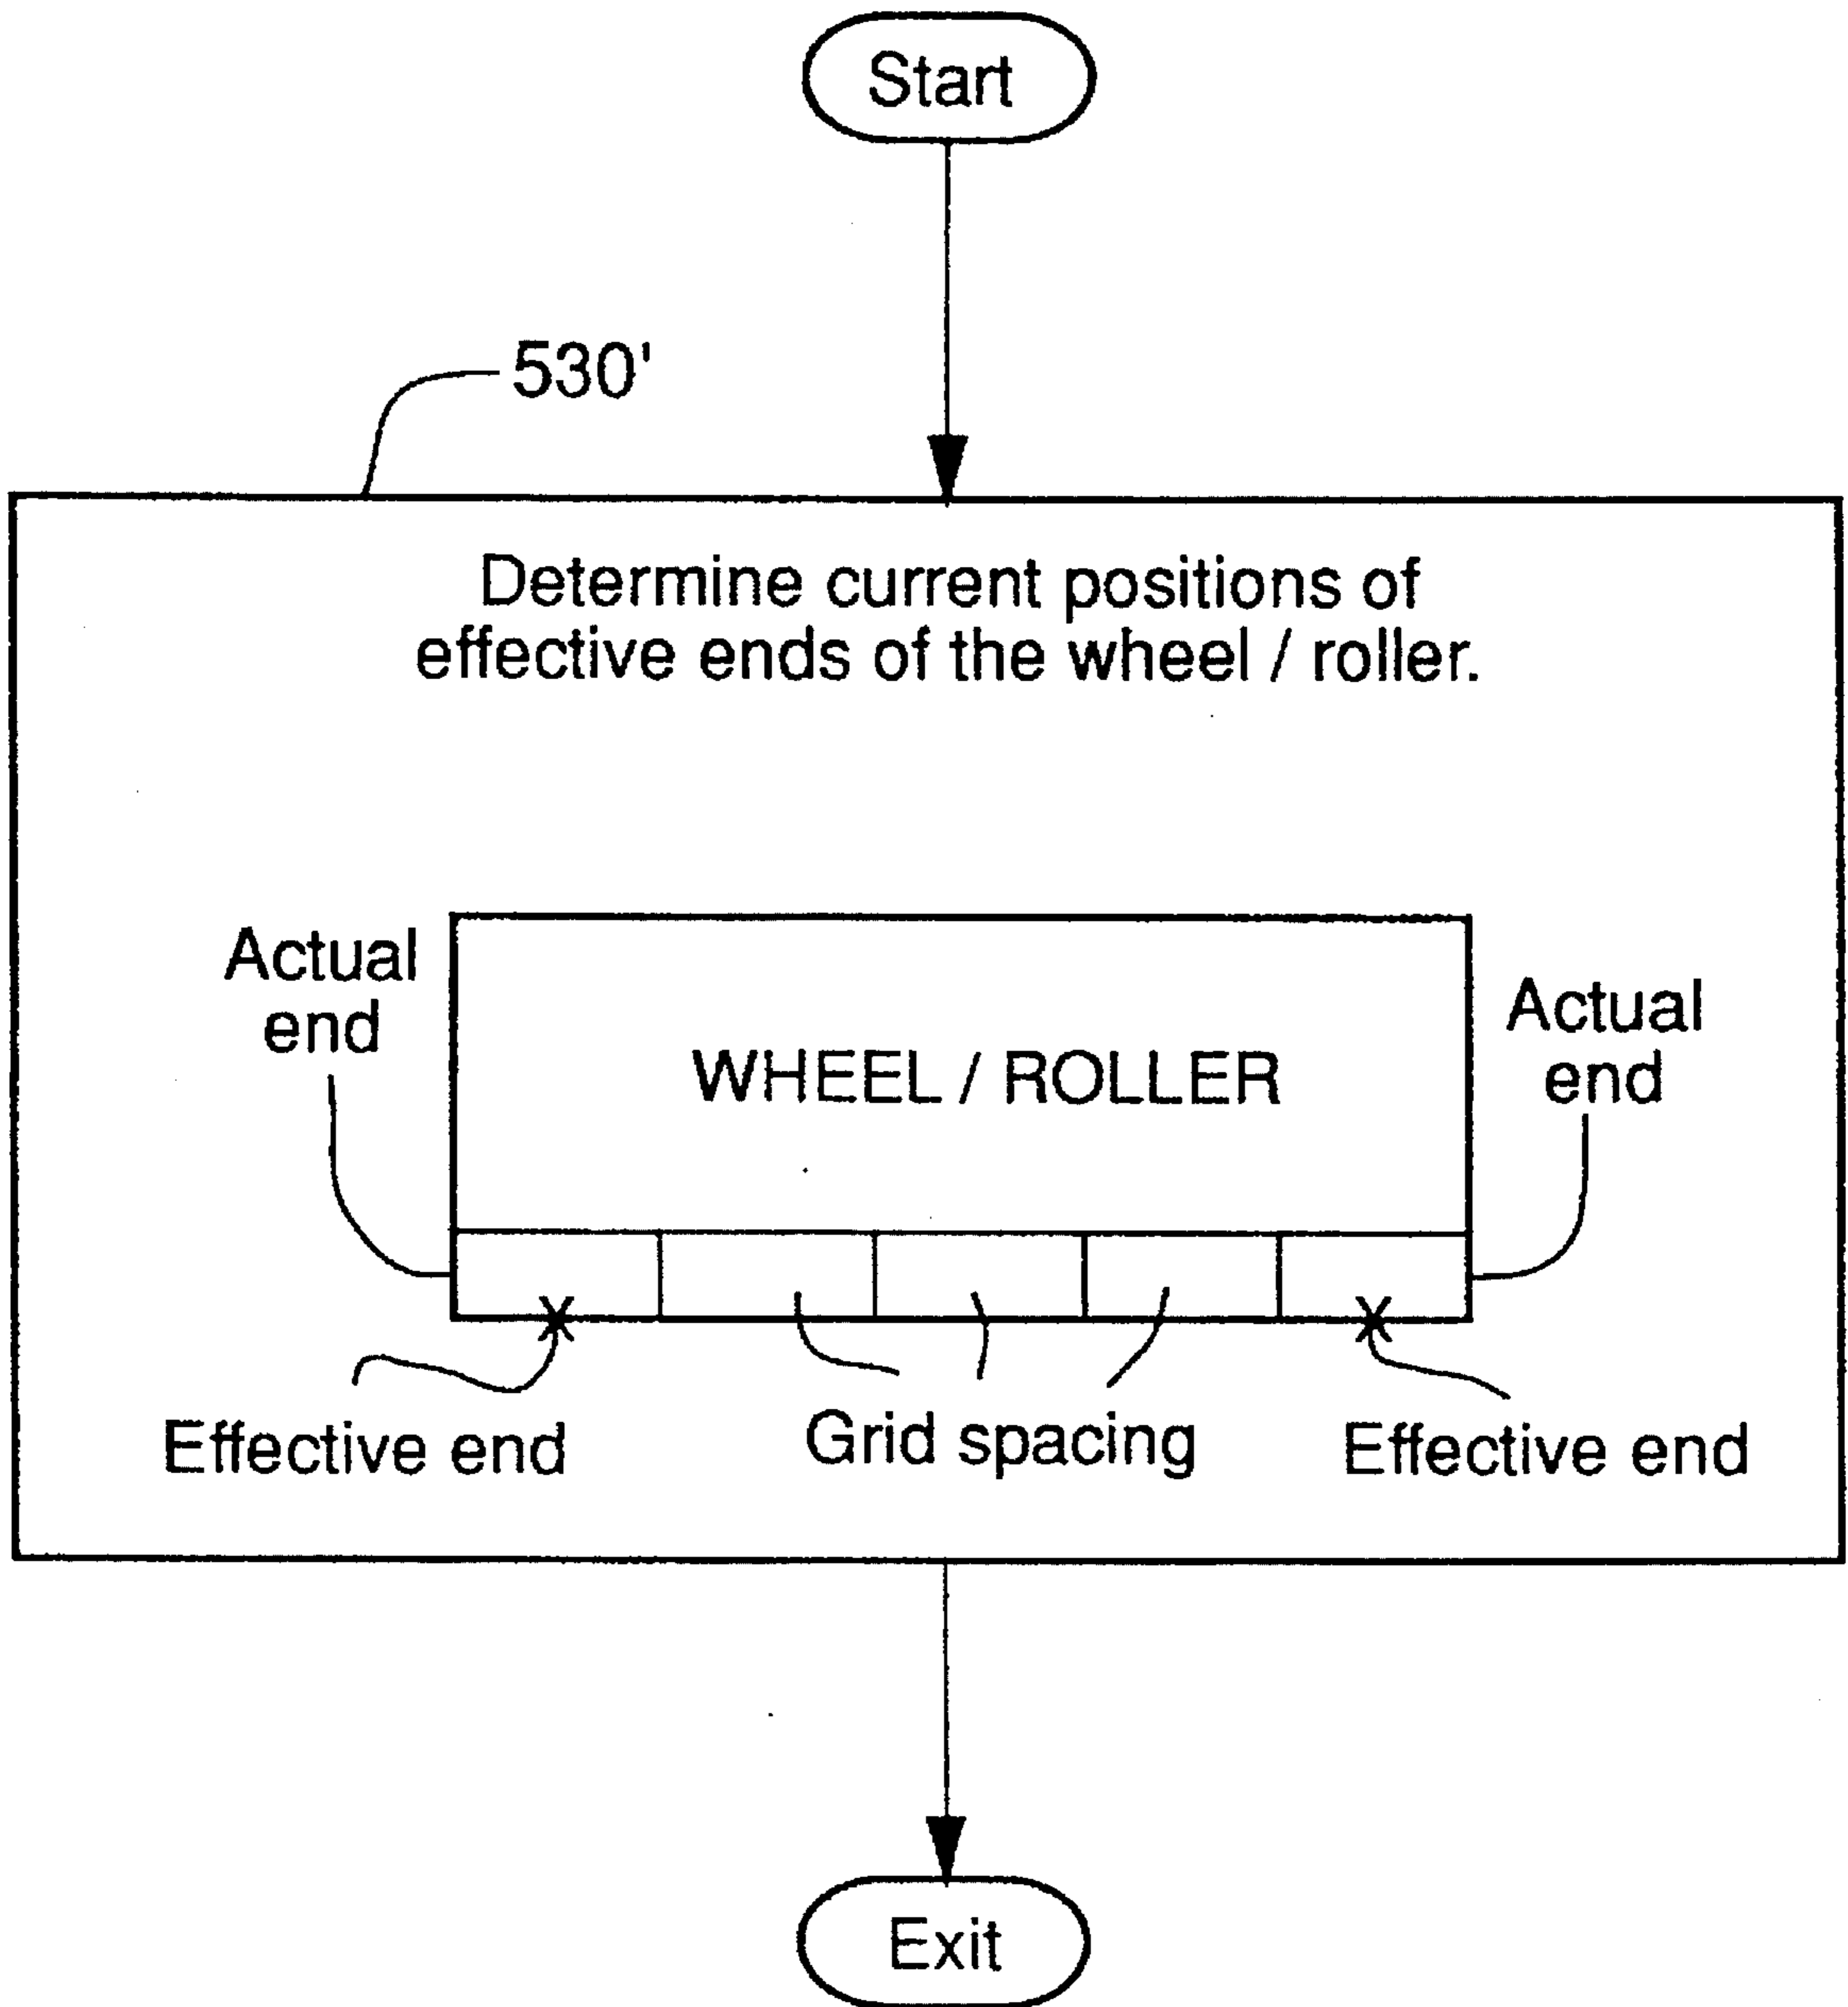 Start
530'
Determine current positions of
effective ends of the wheel / roller.
Actual
end
WHEEL / ROLLER
Actual
end
Effective end
Grid spacing
Effective end
Exit